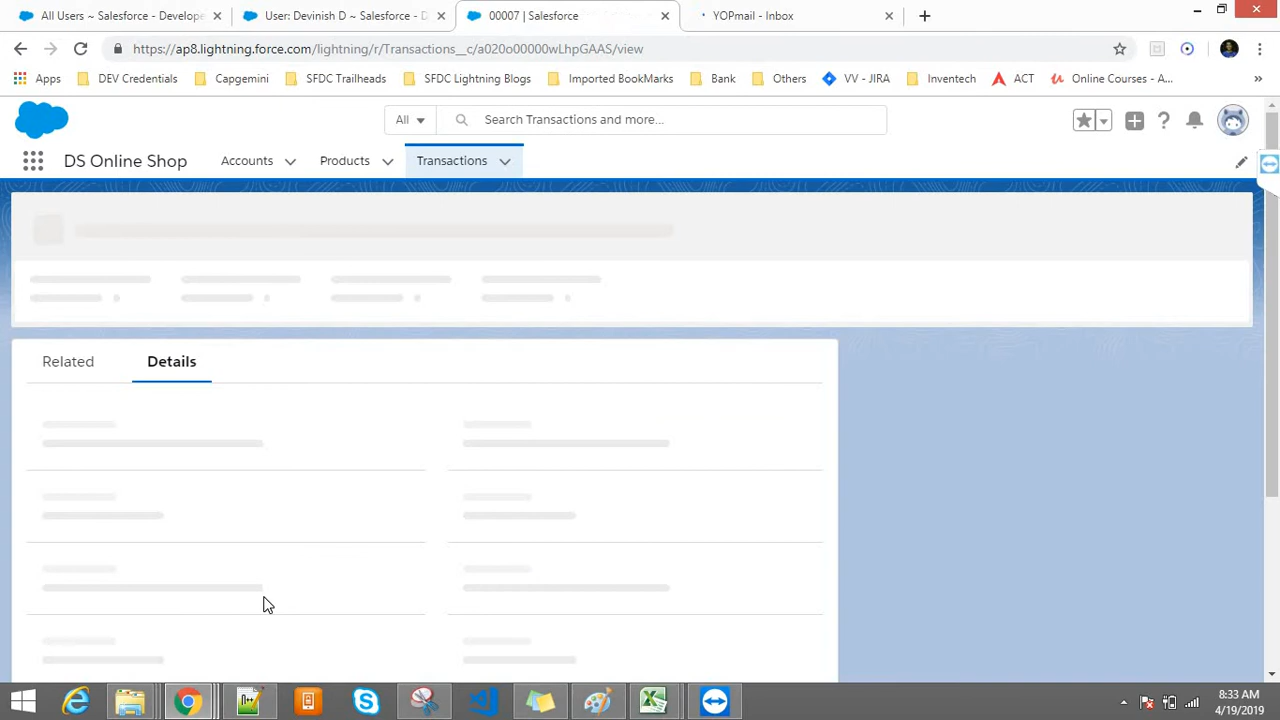 All Users ~ Salesforce - Develope
User: Devinish D ~ Salesforce - D
00007 | Salesforce
YOPmail - Inbox
https://ap8.lightning.force.com/lightning/r/Transactions__c/a020o00000wLhpGAAS/view
Apps
DEV Credentials
Capgemini
SFDC Trailheads
SFDC Lightning Blogs
Imported BookMarks
Bank
Others
VV - JIRA
Inventech
ACT
Online Courses - A...
»
All
Search Transactions and more...
DS Online Shop
Accounts
Products
Transactions
Related
Details
8:33 AM
4/19/2019